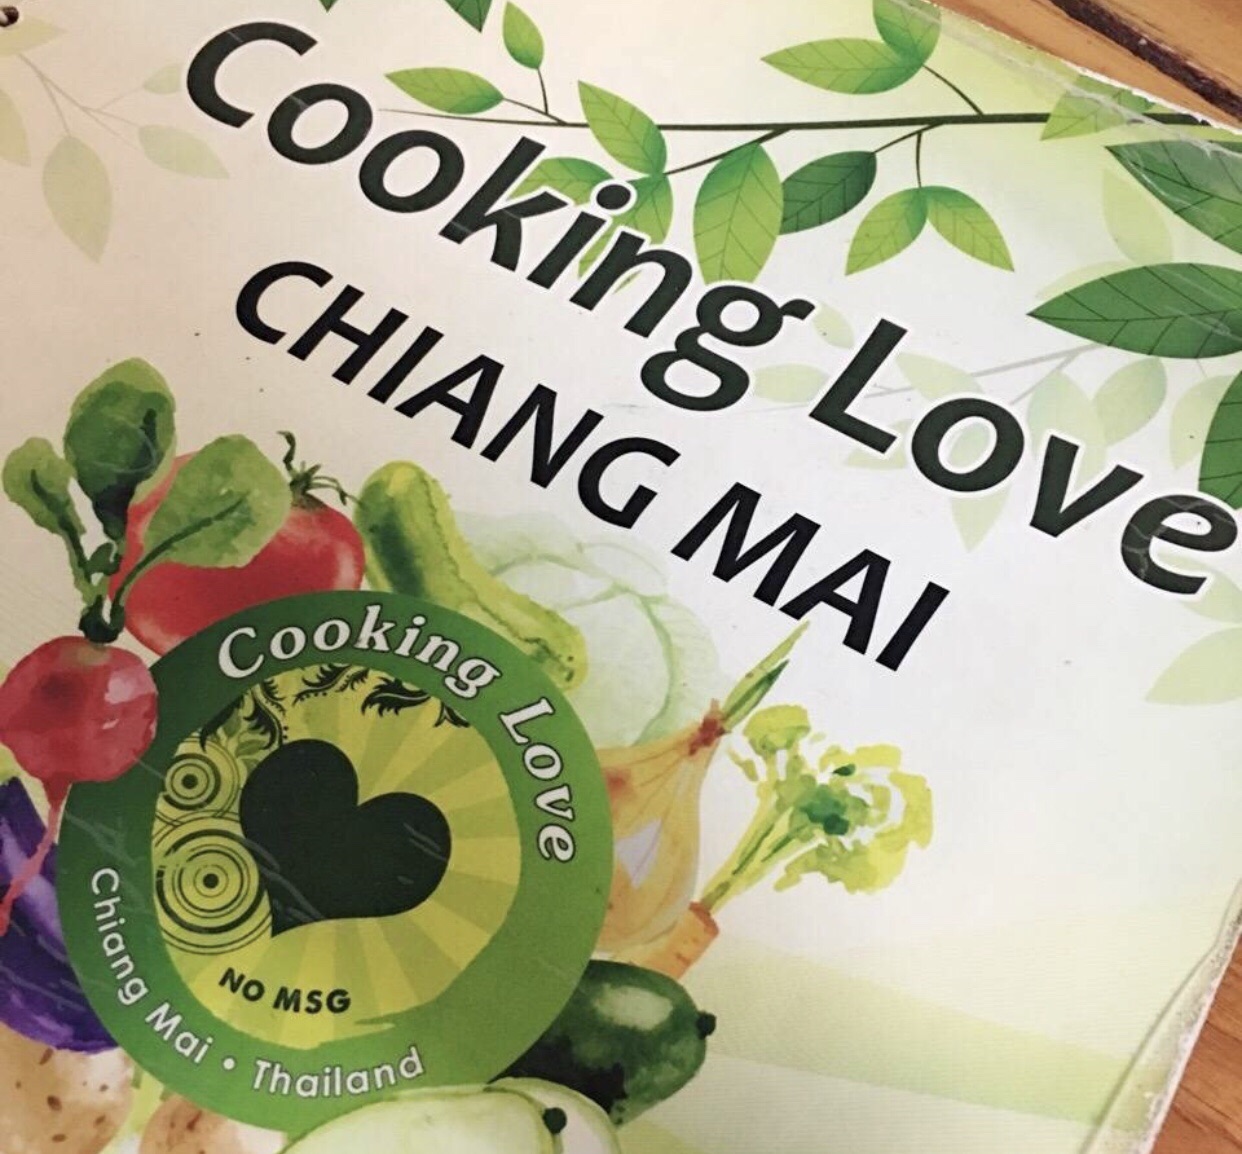 Cooking Love
CHIANG MAI
Cooking Love
NO MSG
Chiang Mai • Thailand